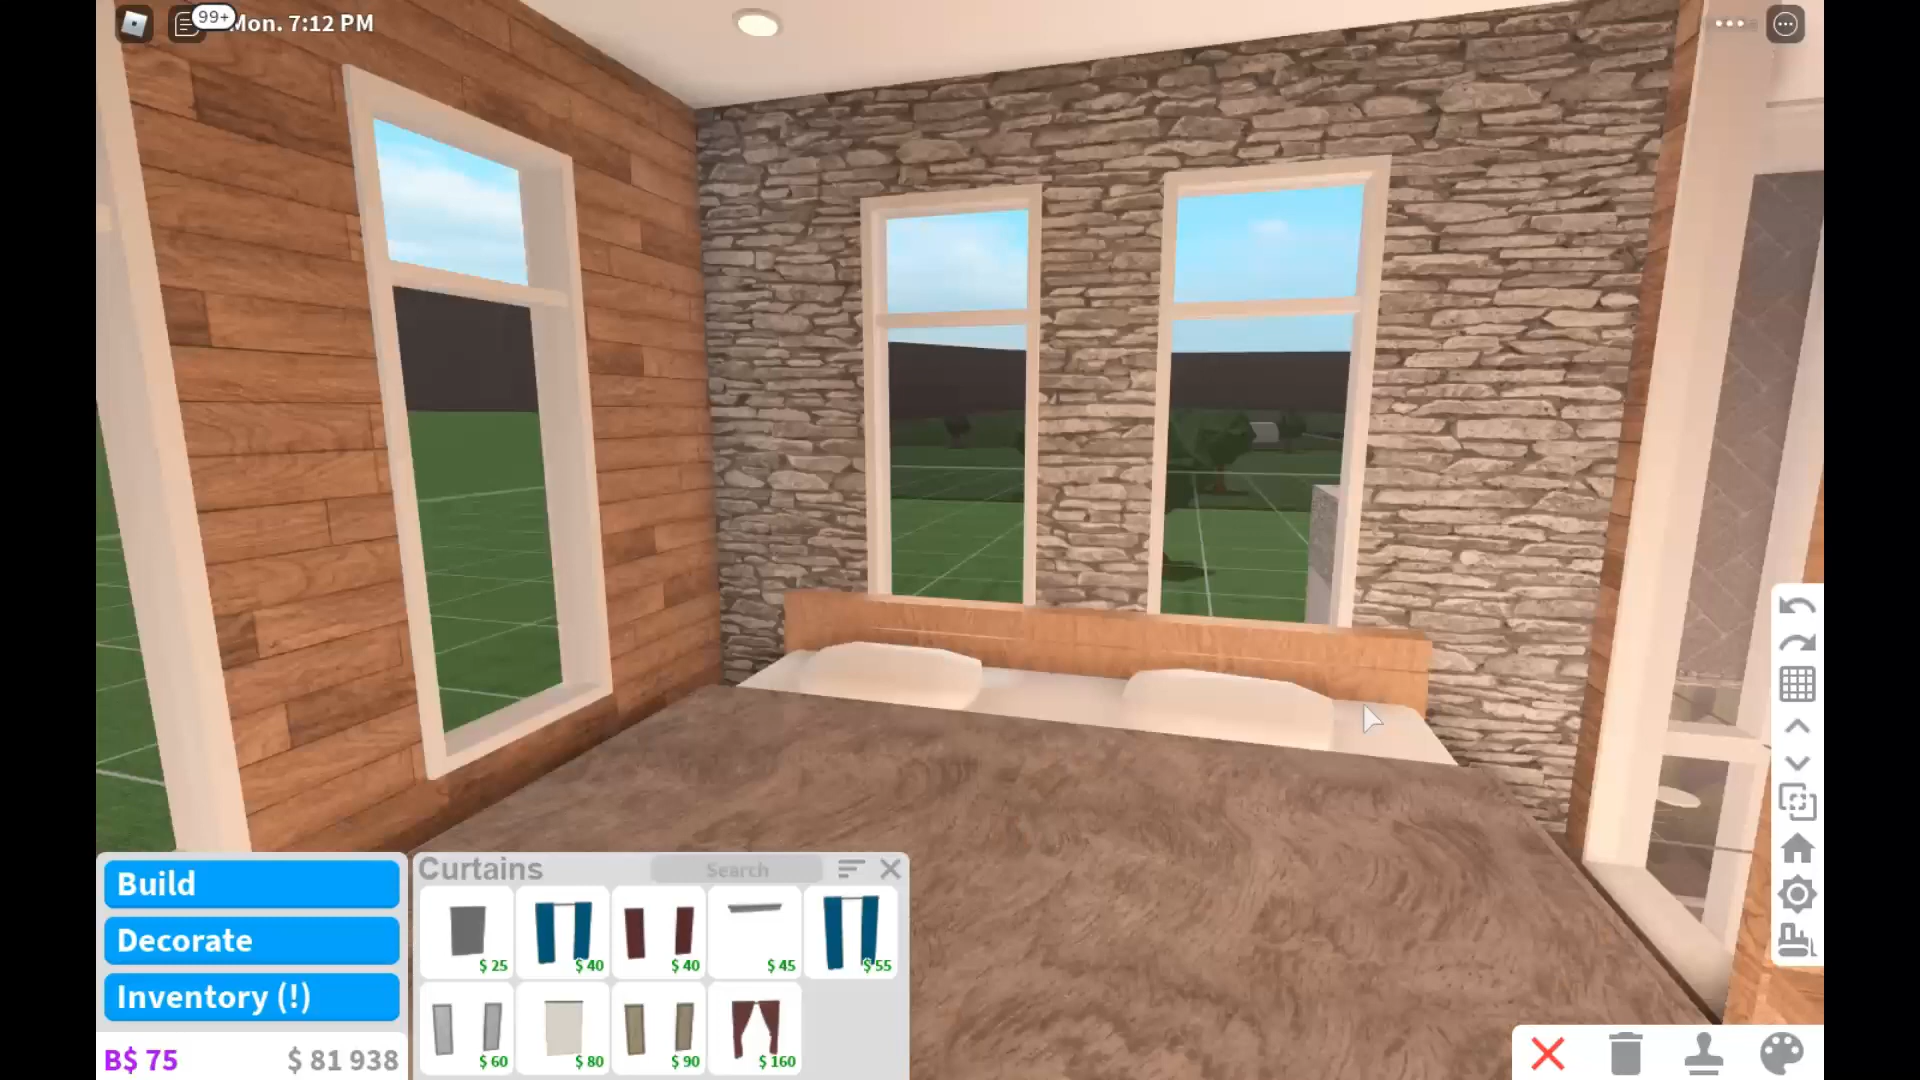 99+
Mon. 7:12 PM
Build
Decorate
Inventory (!)
B$ 75
$ 81 938
Curtains
Search
$ 25
$ 40
$ 40
$ 45
$ 55
$ 60
$ 80
$ 90
$ 160